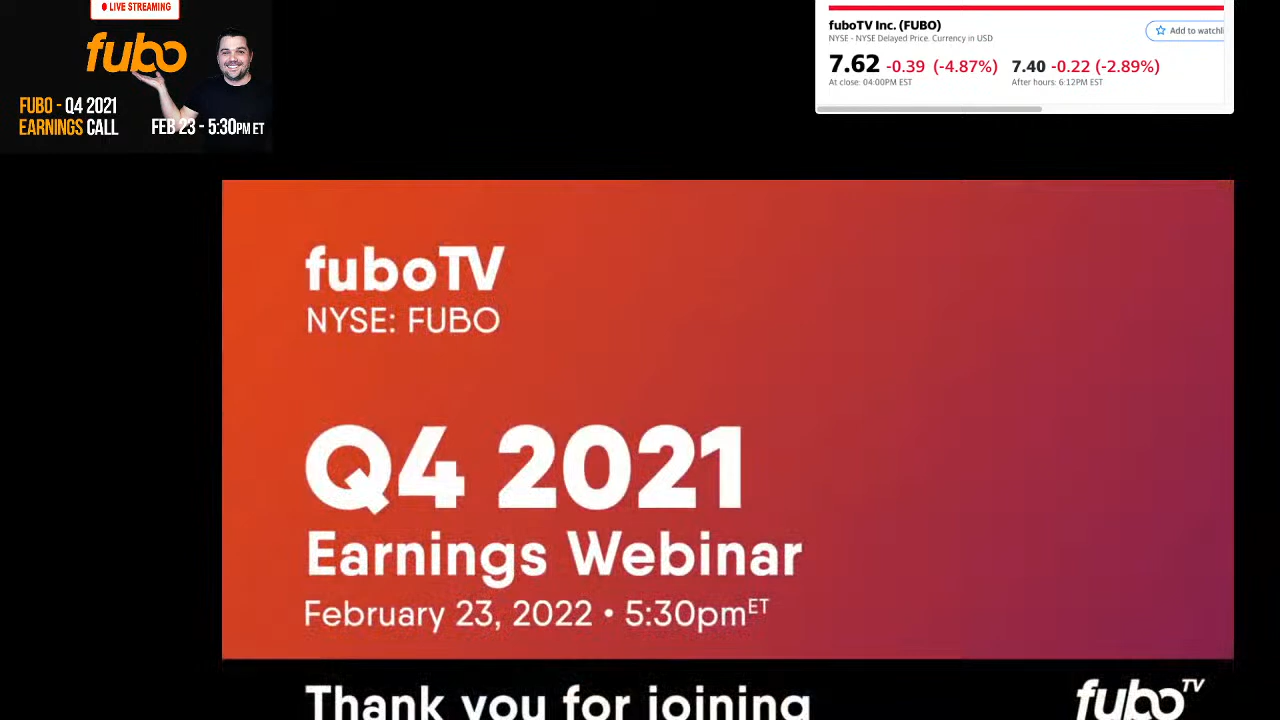 LIVE STREAMING
fubo
FUBO - Q4 2021
EARNINGS CALL
FEB 23 - 5:30PM ET
fuboTV Inc. (FUBO)
NYSE - NYSE Delayed Price. Currency in USD
Add to watchli
7.62 -0.39 (-4.87%) 7.40 -0.22 (-2.89%)
At close: 04:00PM EST After hours: 6:12PM EST
fuboTV
NYSE: FUBO
Q4 2021
Earnings Webinar
February 23, 2022 • 5:30pmET
Thank you for joining
fuboTV